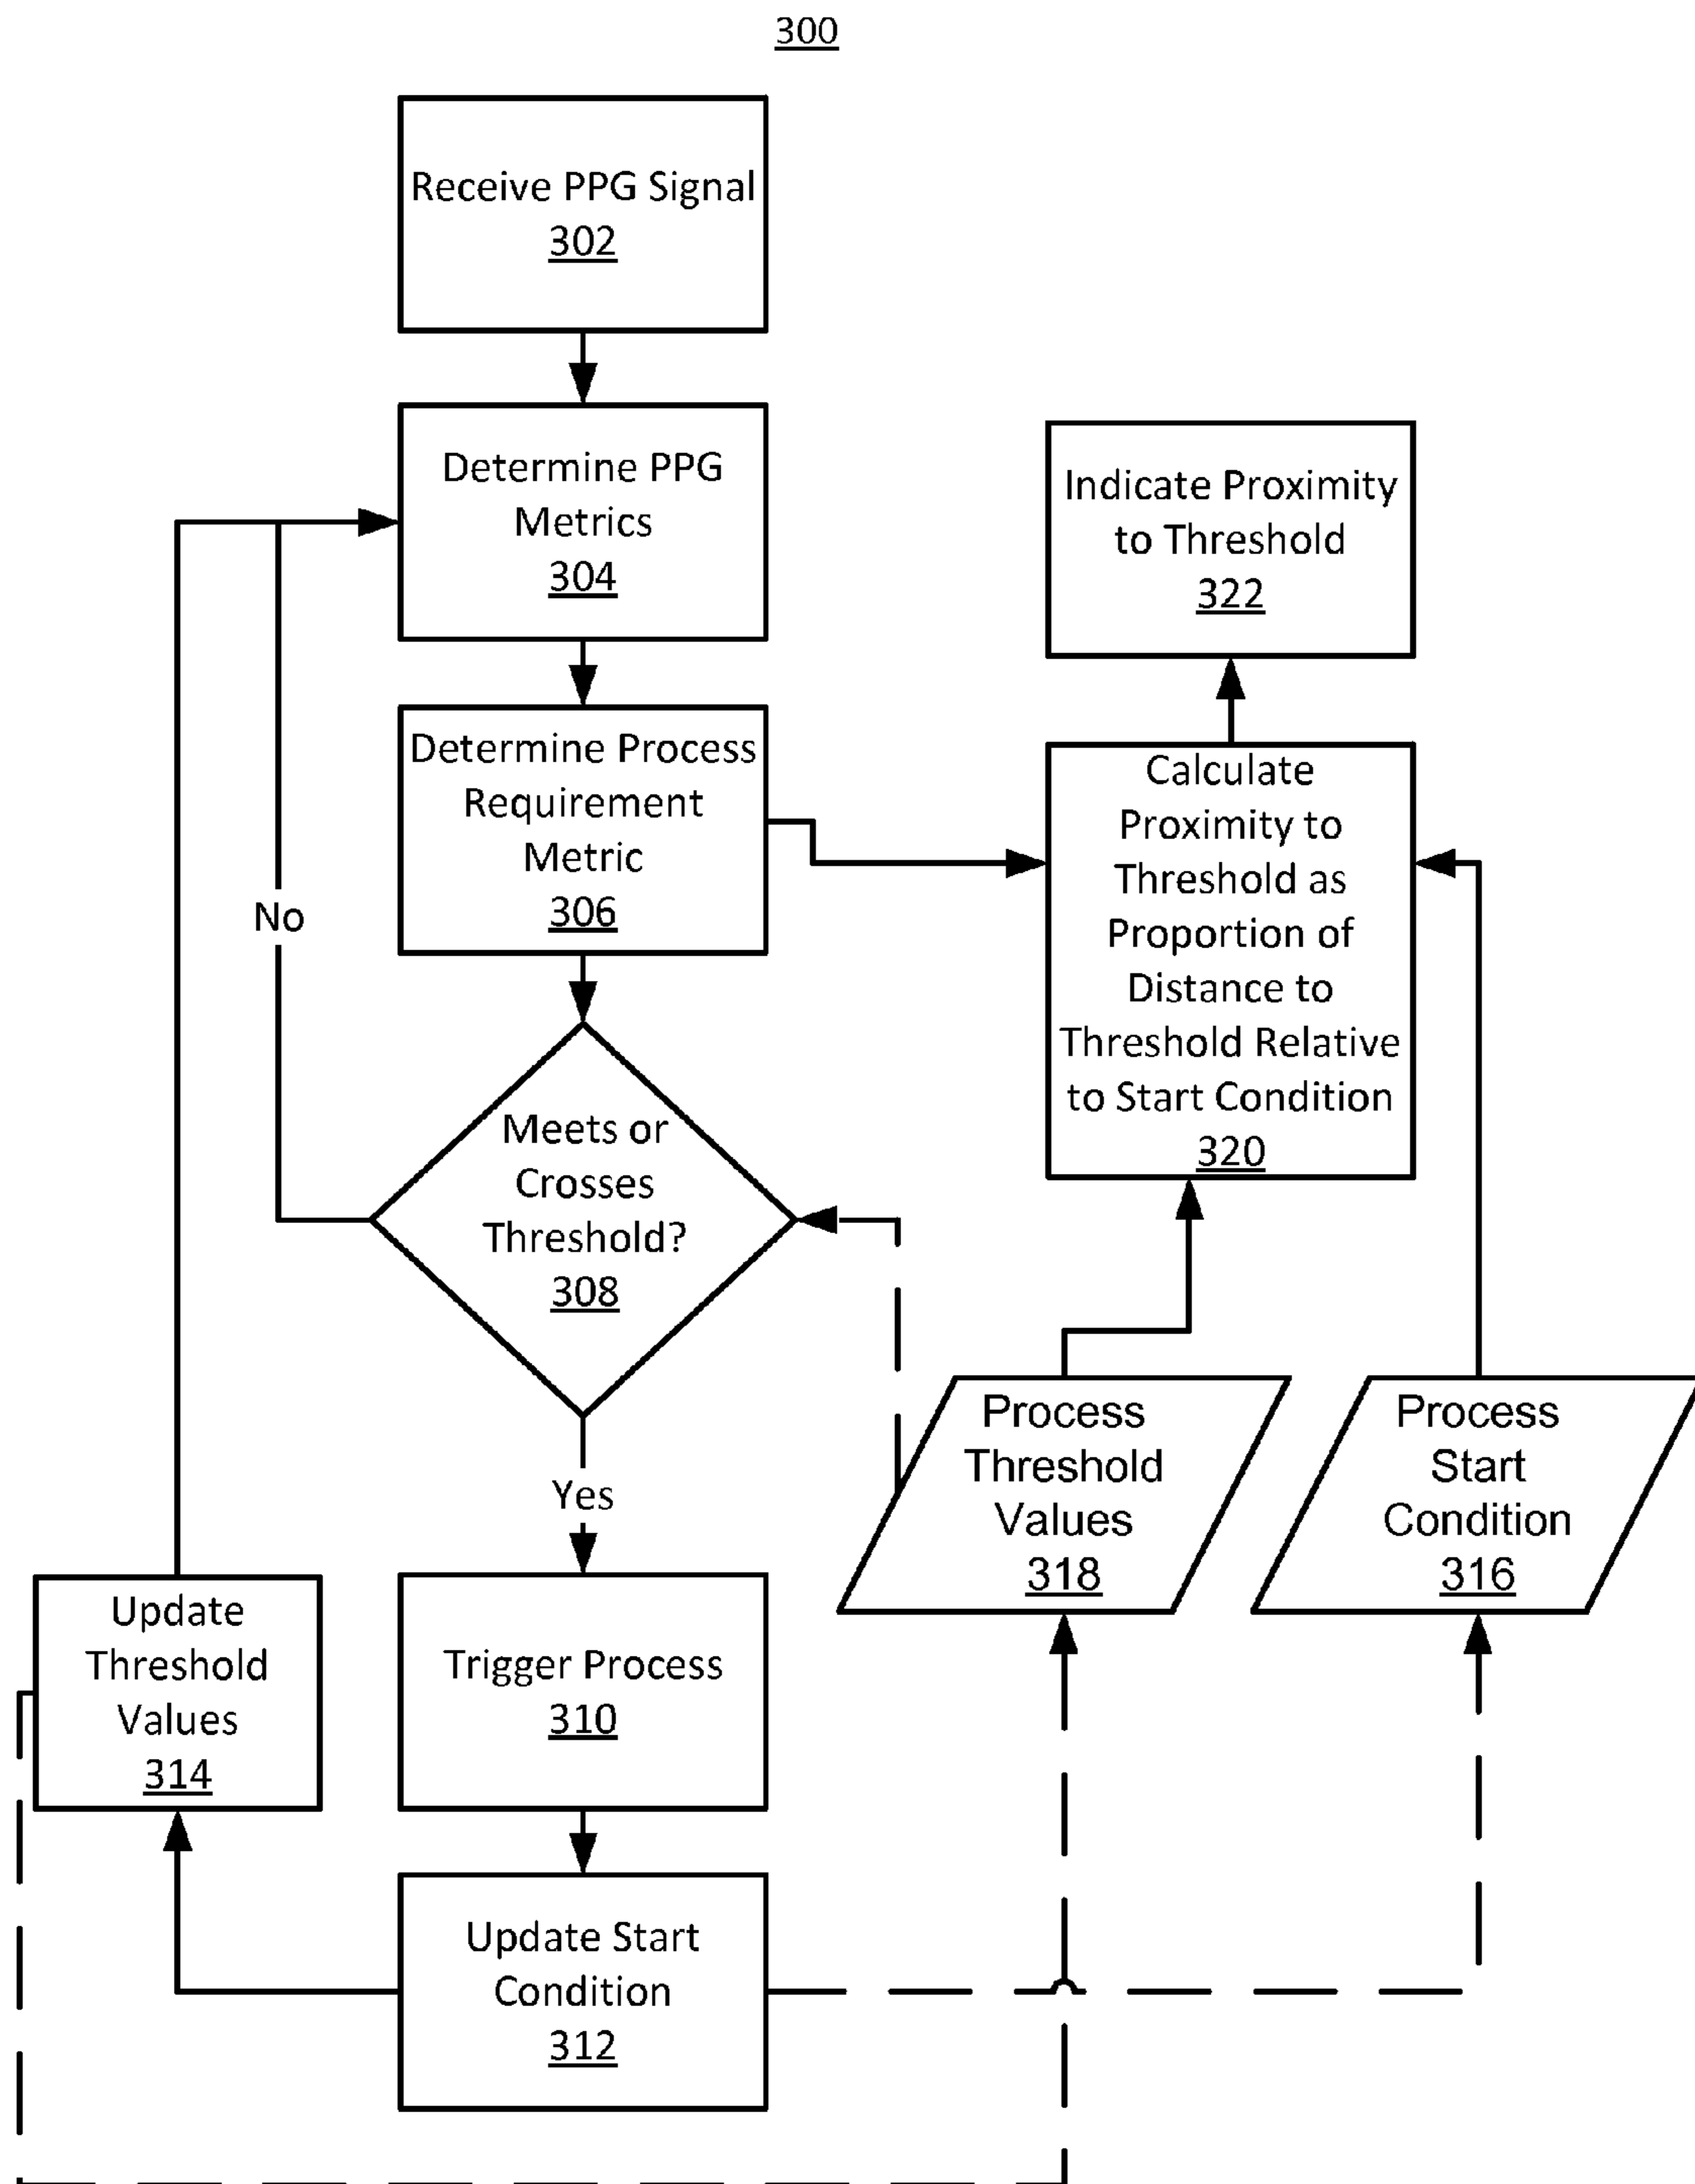 300
Receive PPG Signal
302
Determine PPG
Metrics
304
Determine Process
Requirement
Metric
306
No
Meets or
Crosses
Threshold?
308
Yes
Trigger Process
310
Update Start
Condition
312
Update
Threshold
Values
314
Indicate Proximity
to Threshold
322
Calculate
Proximity to
Threshold as
Proportion of
Distance to
Threshold Relative
to Start Condition
320
Process
Threshold
Values
318
Process
Start
Condition
316